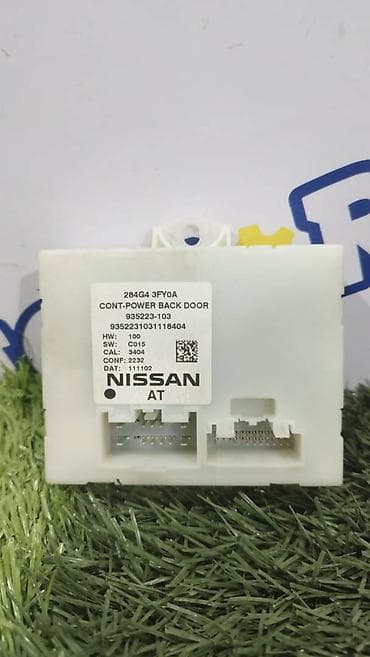 284G4 3FY0A
CONT-POWER BACK DOOR
935223-103
9352231031118404
HW: 100
SW: C015
CAL: 3404
CONF: 2232
DAT: 111102
NISSAN
AT